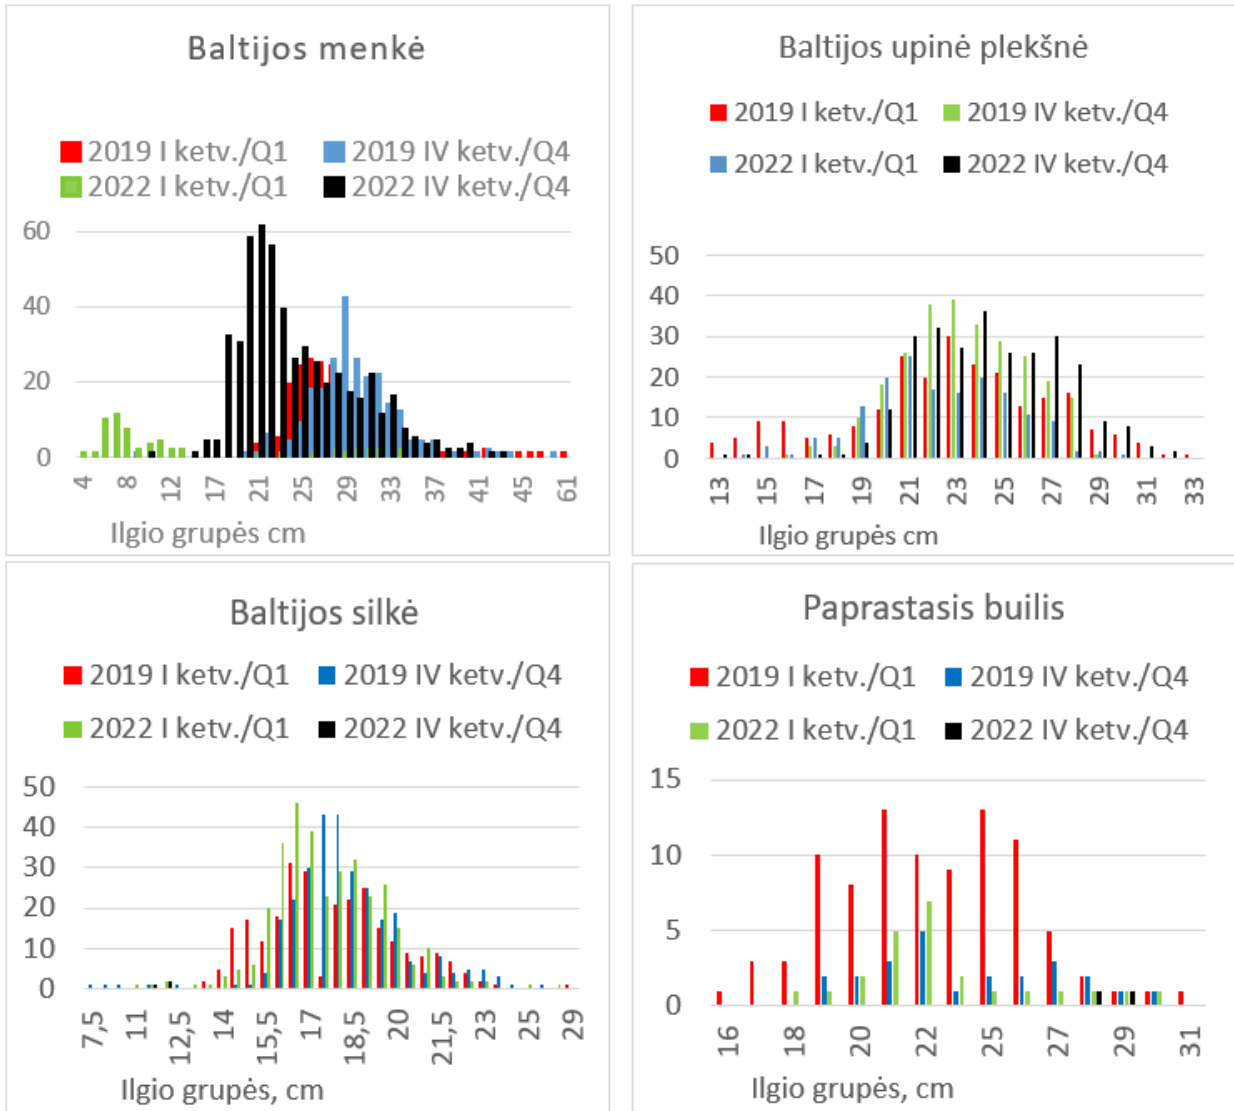 Baltijos menkė
2019 I ketv./Q1 2019 IV ketv./Q4
2022 I ketv./Q1 2022 IV ketv./Q4
60
40
20
0
4 8 12 17 21 25 29 33 37 41 45 61
Ilgio grupės cm
Baltijos upinė plekšnė
2019 I ketv./Q1 2019 IV ketv./Q4
2022 I ketv./Q1 2022 IV ketv./Q4
50
40
30
20
10
0
13 15 17 19 21 23 25 27 29 31 33
Ilgio grupės cm
Baltijos silkė
2019 I ketv./Q1 2019 IV ketv./Q4
2022 I ketv./Q1 2022 IV ketv./Q4
50
40
30
20
10
0
7,5 11 12,5 14 15,5 17 18,5 20 21,5 23 25 29
Ilgio grupės, cm
Paprastasis builis
2019 I ketv./Q1 2019 IV ketv./Q4
2022 I ketv./Q1 2022 IV ketv./Q4
15
10
5
0
16 18 20 22 25 27 29 31
Ilgio grupės, cm